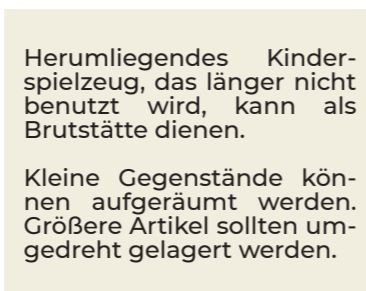 Herumliegendes Kinder-
spielzeug, das länger nicht
benutzt wird, kann als
Brutstätte dienen.
Kleine Gegenstände kön-
nen aufgeräumt werden.
Größere Artikel sollten um-
gedreht gelagert werden.